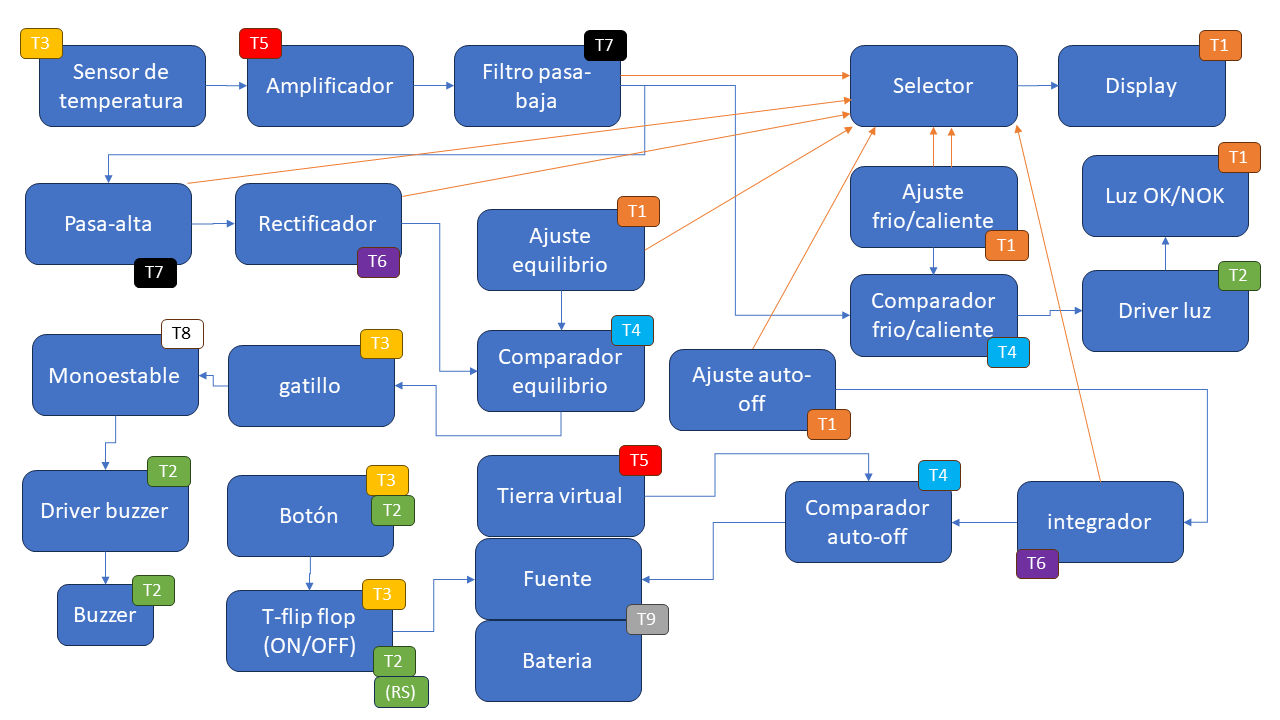 T3
Sensor de
temperatura
T5
Amplificador
T7
Filtro pasa-
baja
Selector
T1
Display
Pasa-alta
T7
Rectificador
T6
T1
Ajuste
equilibrio
Ajuste
frio/caliente
T1
T1
Luz OK/NOK
T8
Monoestable
T3
gatillo
T4
Comparador
equilibrio
Ajuste auto-
off
T1
Comparador
frio/caliente
T4
T2
Driver luz
T2
Driver buzzer
T3
T2
Botón
T5
Tierra virtual
T4
Comparador
auto-off
integrador
T6
T2
Buzzer
T3
T-flip flop
(ON/OFF)
T2
(RS)
Fuente
T9
Bateria